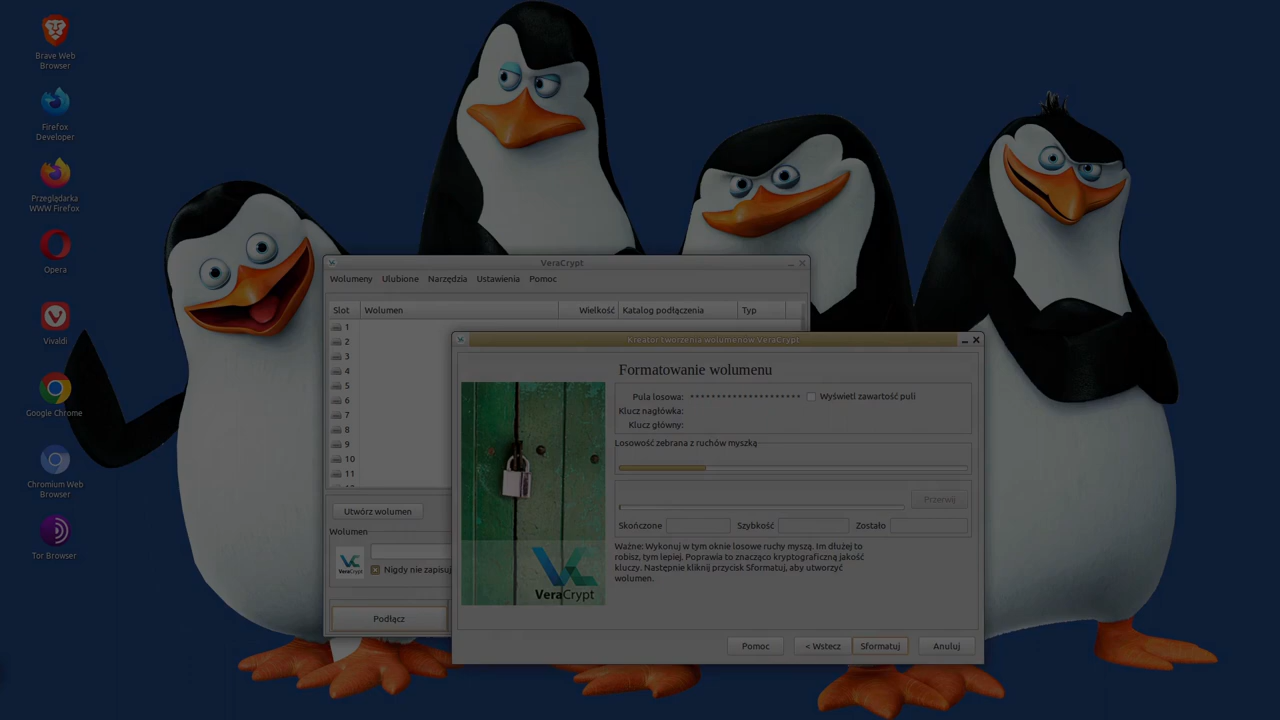 Brave Web
Browser
Firefox
Developer
Przeglądarka
WWW Firefox
Opera
Vivaldi
Google Chrome
Chromium Web
Browser
Tor Browser
VeraCrypt
Wolumeny Ulubione Narzędzia Ustawienia Pomoc
Slot Wolumen Wielkość Katalog podłączenia Typ
1
2
3
4
5
6
7
8
9
10
11
Utwórz wolumen
Wolumen
VeraCrypt
Nigdy nie zapisuj
Podłącz
Kreator tworzenia wolumenów VeraCrypt
Formatowanie wolumenu
Pula losowa: Wyświetl zawartość puli
Klucz nagłówka:
Klucz główny:
Losowość zebrana z ruchów myszką
Przerwij
Skończone Szybkość Zostało
Ważne: Wykonuj w tym oknie losowe ruchy myszą. Im dłużej to
robisz, tym lepiej. Poprawia to znacząco kryptograficzną jakość
kluczy. Następnie kliknij przycisk Sformatuj, aby utworzyć
wolumen.
VeraCrypt
Pomoc < Wstecz Sformatuj Anuluj